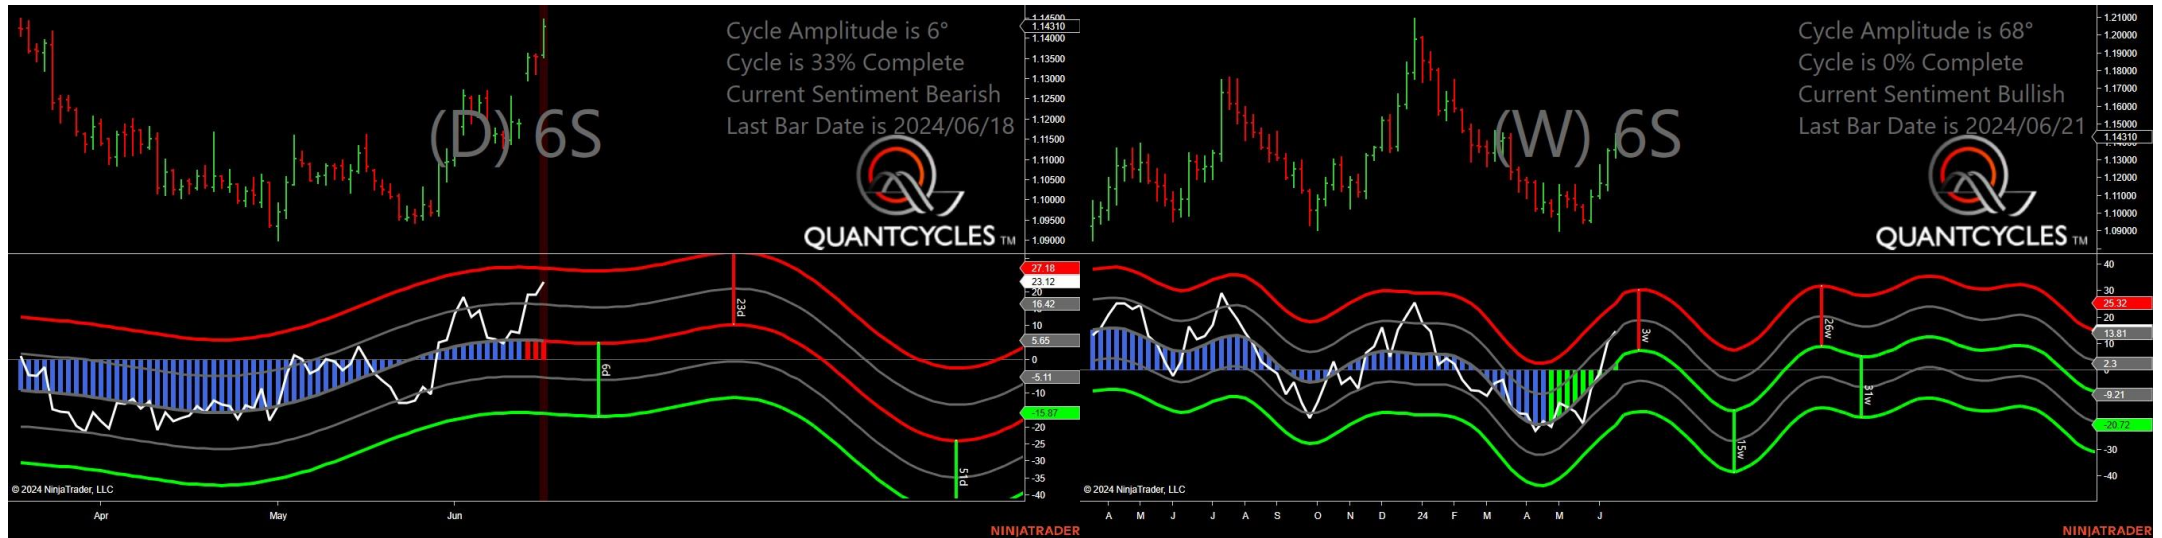 Cycle Amplitude is 6°
Cycle is 33% Complete
Current Sentiment Bearish
Last Bar Date is 2024/06/18
(D) 6S
QUANTCYCLES TM
1.14500
1.14310
1.14000
1.13500
1.13000
1.12500
1.12000
1.11500
1.11000
1.10500
1.10000
1.09500
1.09000
27.18
23.12
20
16.42
10
5.65
0
-5.11
-10
-15.87
-20
-25
-30
-35
-40
6d
23d
51d
© 2024 NinjaTrader, LLC
Apr
May
Jun
NINJATRADER
Cycle Amplitude is 68°
Cycle is 0% Complete
Current Sentiment Bullish
Last Bar Date is 2024/06/21
(W) 6S
QUANTCYCLES TM
1.21000
1.20000
1.19000
1.18000
1.17000
1.16000
1.15000
1.14310
1.13000
1.12000
1.11000
1.10000
1.09000
40
30
25.32
20
13.81
10
2.3
-9.21
-20.72
-30
-40
3w
15w
26w
31w
© 2024 NinjaTrader, LLC
A
M
J
J
A
S
O
N
D
24
F
M
A
M
J
NINJATRADER